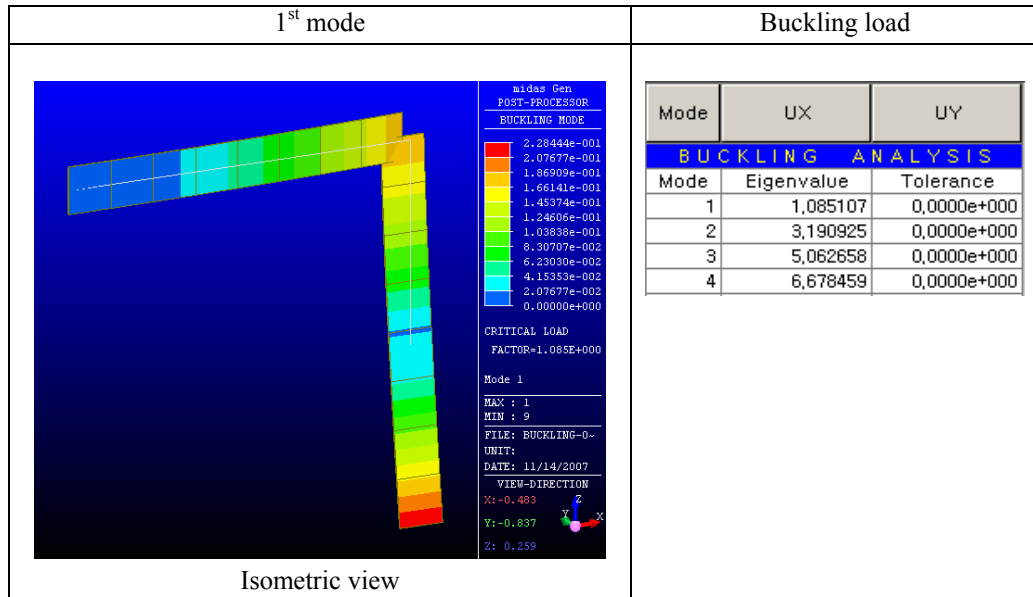 1st mode
Buckling load
midas Gen
POST-PROCESSOR
BUCKLING MODE
2.28444e-001
2.07677e-001
1.86909e-001
1.66141e-001
1.45374e-001
1.24606e-001
1.03838e-001
8.30707e-002
6.23030e-002
4.15353e-002
2.07677e-002
0.00000e+000
CRITICAL LOAD
FACTOR=1.085E+000
Mode 1
MAX : 1
MIN : 9
FILE: BUCKLING-0~
UNIT:
DATE: 11/14/2007
VIEW-DIRECTION
X:-0.483
Y:-0.837
Z: 0.259
Z
Y
X
Isometric view
Mode UX UY
BUCKLING ANALYSIS
Mode Eigenvalue Tolerance
1 1,085107 0,0000e+000
2 3,190925 0,0000e+000
3 5,062658 0,0000e+000
4 6,678459 0,0000e+000